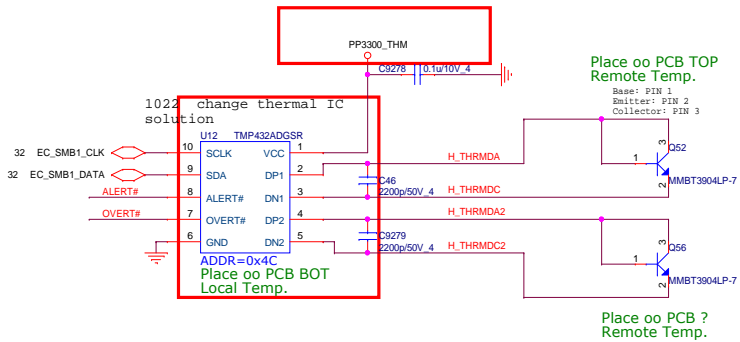 PP3300_THM
C9278
0.1u/10V_4
Place oo PCB TOP
Remote Temp.
Base: PIN 1
Emitter: PIN 2
Collector: PIN 3
1022 change thermal IC
solution
U12 TMP432ADGSR
32 EC_SMB1_CLK 10 SCLK VCC 1
32 EC_SMB1_DATA 9 SDA DP1 2
ALERT# 8 ALERT# DN1 3
OVERT# 7 OVERT# DP2 4
6 GND DN2 5
ADDR=0x4C
Place oo PCB BOT
Local Temp.
H_THRMDA
C46
2200p/50V_4
H_THRMDC
H_THRMDA2
C9279
2200p/50V_4
H_THRMDC2
3
Q52
1
MMBT3904LP-7
2
3
Q56
1
MMBT3904LP-7
2
Place oo PCB ?
Remote Temp.